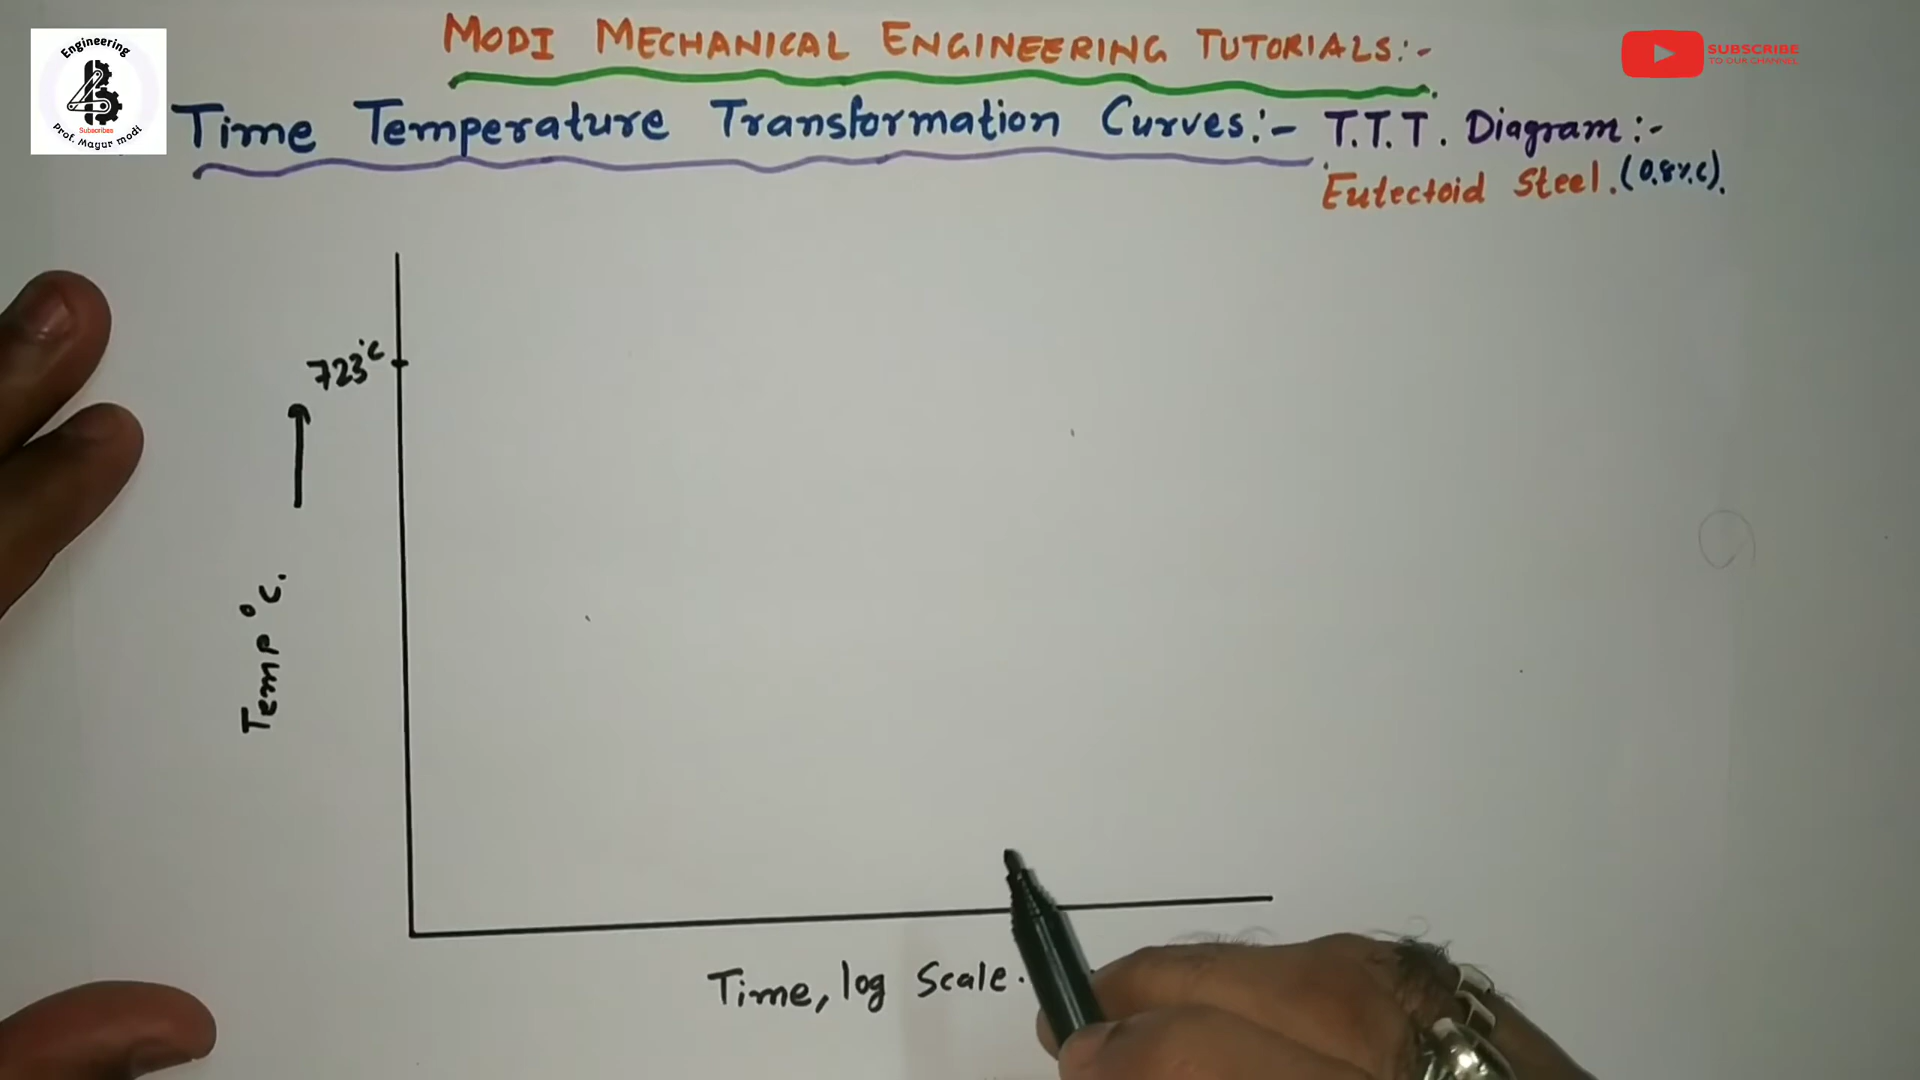 MODI MECHANICAL ENGINEERING TUTORIALS:-
Engineering
Subscribes
Prof. Mayur modi
SUBSCRIBE
TO OUR CHANNEL
Time Temperature Transformation Curves:- T.T.T. Diagram:-
Eutectoid Steel. (0.8%.C).
723°C
Temp °C.
Time, log Scale.